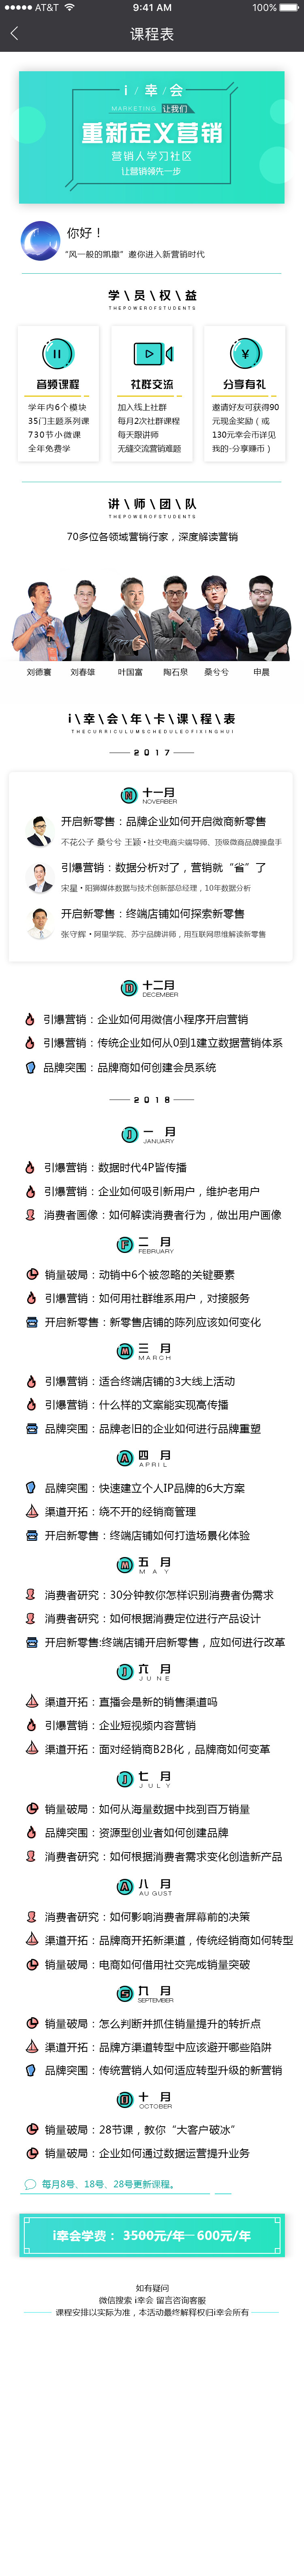 AT&T 9:41 AM 100%
课程表
i 幸 会
MARKETING 让我们
重新定义营销
营销人学习社区
让营销领先一步
你好！
“风一般的凯撒”邀你进入新营销时代
学\员\权\益
THEPOWEROFSTUDENTS
音频课程
学年内6个模块
35门主题系列课
730节小微课
全年免费学
社群交流
加入线上社群
每月2次社群课程
每天跟讲师
无缝交流营销难题
分享有礼
邀请好友可获得90
元现金奖励（或
130元幸会币详见
我的-分享赚币）
讲\师\团\队
THEPOWEROFSTUDENTS
70多位各领域营销行家，深度解读营销
刘德寰 刘春雄 叶国富 陶石泉 桑兮兮 申晨
i\幸\会\年\卡\课\程\表
THECURRICULUMSCHEDULEOFIXINGHUI
2017
N 十一月
NOVERBER
开启新零售：品牌企业如何开启微商新零售
不花公子 桑兮兮 王颖·社交电商尖端导师、顶级微商品牌操盘手
引爆营销：数据分析对了，营销就“省”了
宋星·阳狮媒体数据与技术创新部总经理，10年数据分析
开启新零售：终端店铺如何探索新零售
张守辉·阿里学院、苏宁品牌讲师，用互联网思维解读新零售
D 十二月
DECEMBER
引爆营销：企业如何用微信小程序开启营销
引爆营销：传统企业如何从0到1建立数据营销体系
品牌突围：品牌商如何创建会员系统
2018
J 一 月
JANUARY
引爆营销：数据时代4P皆传播
引爆营销：企业如何吸引新用户，维护老用户
消费者画像：如何解读消费者行为，做出用户画像
F 二 月
FEBRUARY
销量破局：动销中6个被忽略的关键要素
引爆营销：如何用社群维系用户，对接服务
开启新零售：新零售店铺的陈列应该如何变化
M 三 月
MARCH
引爆营销：适合终端店铺的3大线上活动
引爆营销：什么样的文案能实现高传播
品牌突围：品牌老旧的企业如何进行品牌重塑
A 四 月
APRIL
品牌突围：快速建立个人IP品牌的6大方案
渠道开拓：绕不开的经销商管理
开启新零售：终端店铺如何打造场景化体验
M 五 月
MAY
消费者研究：30分钟教你怎样识别消费者伪需求
消费者研究：如何根据消费定位进行产品设计
开启新零售:终端店铺开启新零售，应如何进行改革
J 六 月
JUNE
渠道开拓：直播会是新的销售渠道吗
引爆营销：企业短视频内容营销
渠道开拓：面对经销商B2B化，品牌商如何变革
J 七 月
JULY
销量破局：如何从海量数据中找到百万销量
品牌突围：资源型创业者如何创建品牌
消费者研究：如何根据消费者需求变化创造新产品
A 八 月
AU GUST
消费者研究：如何影响消费者屏幕前的决策
渠道开拓：品牌商开拓新渠道，传统经销商如何转型
销量破局：电商如何借用社交完成销量突破
S 九 月
SEPTEMBER
销量破局：怎么判断并抓住销量提升的转折点
渠道开拓：品牌方渠道转型中应该避开哪些陷阱
品牌突围：传统营销人如何适应转型升级的新营销
O 十 月
OCTOBER
销量破局：28节课，教你“大客户破冰”
销量破局：企业如何通过数据运营提升业务
每月8号、18号、28号更新课程。
i幸会学费： 3500元/年 600元/年
如有疑问
微信搜索 i幸会 留言咨询客服
课程安排以实际为准，本活动最终解释权归i幸会所有